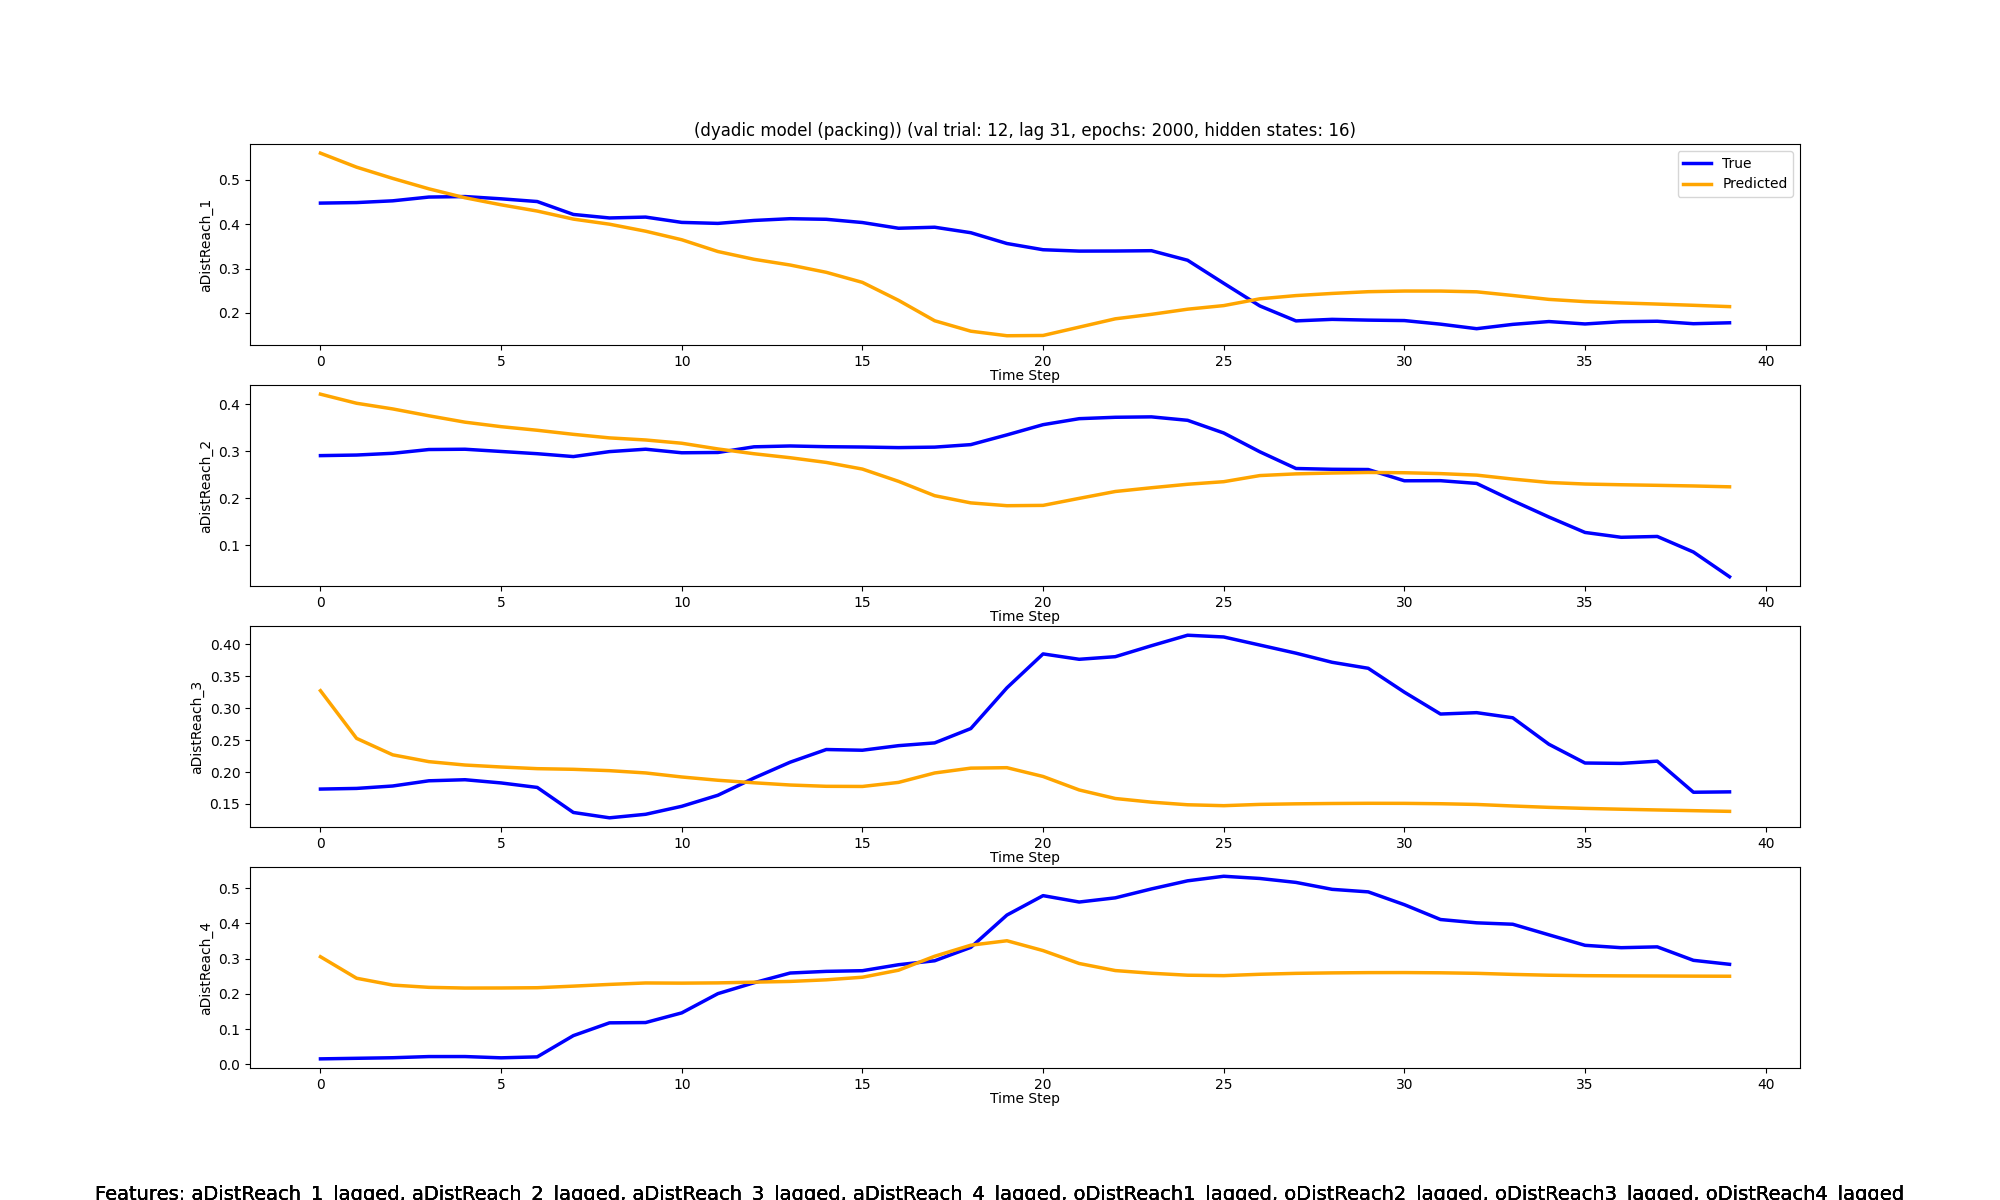 (dyadic model (packing)) (val trial: 12, lag 31, epochs: 2000, hidden states: 16)
True
Predicted
aDistReach_1
0.5
0.4
0.3
0.2
0 5 10 15 20 25 30 35 40
Time Step
aDistReach_2
0.4
0.3
0.2
0.1
0 5 10 15 20 25 30 35 40
Time Step
aDistReach_3
0.40
0.35
0.30
0.25
0.20
0.15
0 5 10 15 20 25 30 35 40
Time Step
aDistReach_4
0.5
0.4
0.3
0.2
0.1
0.0
0 5 10 15 20 25 30 35 40
Time Step
Features: aDistReach_1_lagged, aDistReach_2_lagged, aDistReach_3_lagged, aDistReach_4_lagged, oDistReach1_lagged, oDistReach2_lagged, oDistReach3_lagged, oDistReach4_lagged